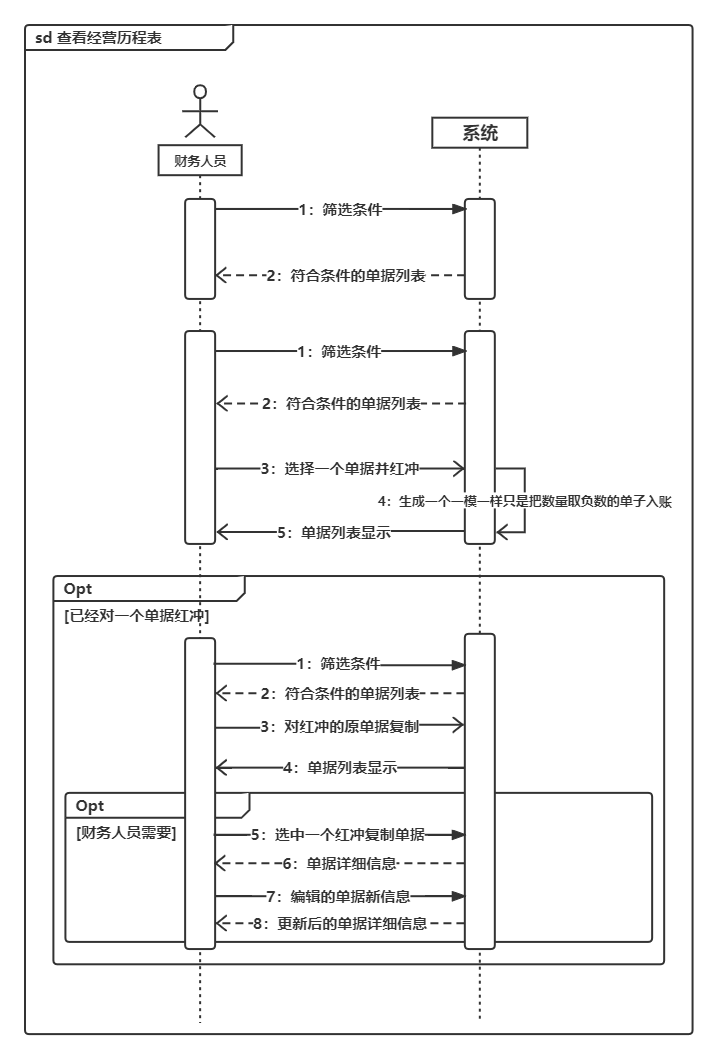 sd 查看经营历程表
财务人员
系统
1：筛选条件
2：符合条件的单据列表
1：筛选条件
2：符合条件的单据列表
3：选择一个单据并红冲
4：生成一个一模一样只是把数量取负数的单子入账
5：单据列表显示
Opt
[已经对一个单据红冲]
1：筛选条件
2：符合条件的单据列表
3：对红冲的原单据复制
4：单据列表显示
Opt
[财务人员需要]
5：选中一个红冲复制单据
6：单据详细信息
7：编辑的单据新信息
8：更新后的单据详细信息